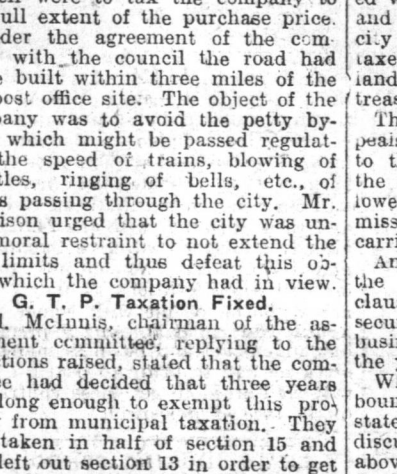 ull extent of the purchase price.
der the agreement of the com-
with the council the road had
built within three miles of the
post office site. The object of the
any was to avoid the petty by-
which might be passed regulat-
the speed of trains, blowing of
tles, ringing of bells, etc., of
s passing through the city. Mr.
ison urged that the city was un-
moral restraint to not extend the
limits and thus defeat this ob-
which the company had in view.
G. T. P. Taxation Fixed.
l. McInnis, chairman of the as-
ment committee, replying to the
tions raised, stated that the com-
ee had decided that three years
long enough to exempt this pro
from municipal taxation. They
taken in half of section 15 and
left out section 13 in order to get
and
city
taxe
land
treas
Th
peal
to t
the
lowe
miss
carri
An
the
claus
secu
busi
the
W
boun
state
discu
abov